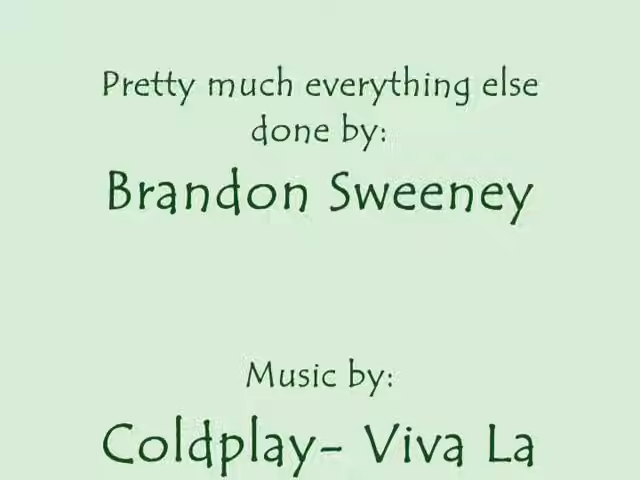 Pretty much everything else
done by:
Brandon Sweeney
Music by:
Coldplay- Viva La